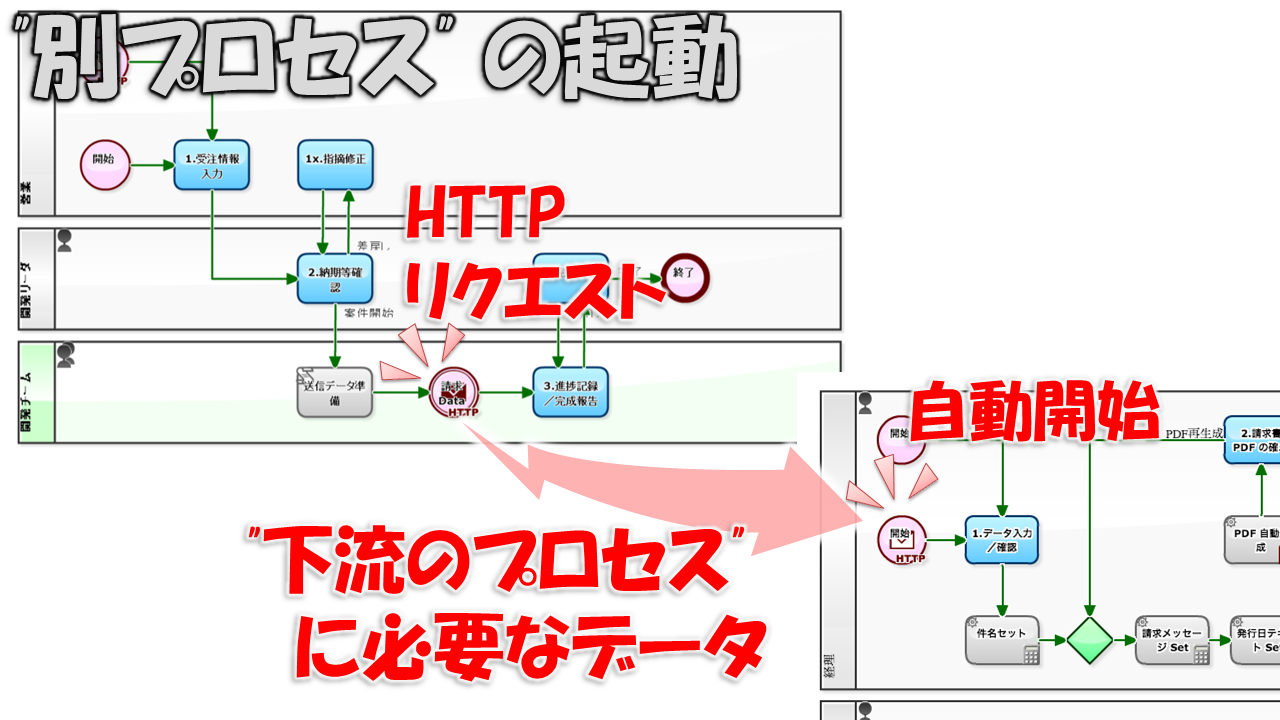 "別プロセス" の起動
開始
1.受注情報
入力
1x.指摘修正
営業
HTTP
リクエスト
差戻し
2.納期等確
認
終了
開発リーダ
案件開始
送信データ準
備
請求
Data
HTTP
3.進捗記録
／完成報告
開発チーム
自動開始
開始
PDF再生成
2.請求書
PDF の確
開始
HTTP
1.データ入力
／確認
PDF 自動
成
"下流のプロセス"
に必要なデータ
件名セット
請求メッセー
ジ Set
発行日テ
ト Se
経理